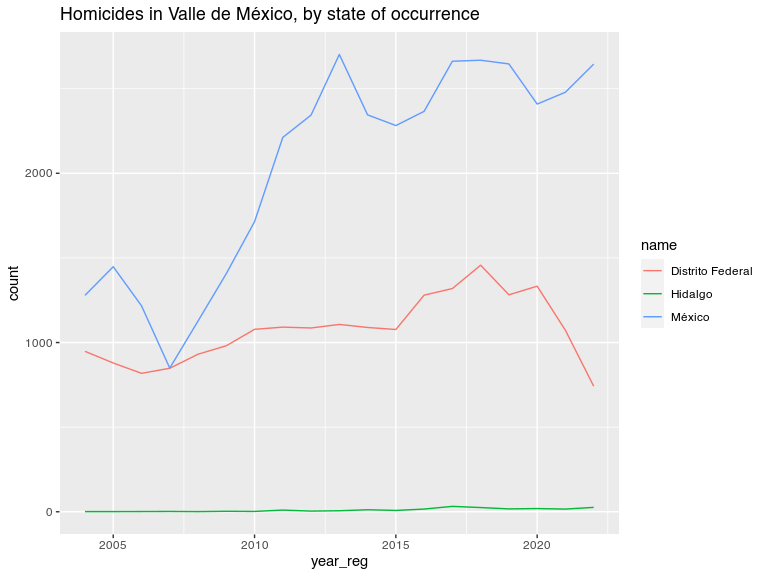 Homicides in Valle de México, by state of occurrence
count
2000
1000
0
2005
2010
2015
2020
year_reg
name
Distrito Federal
Hidalgo
México